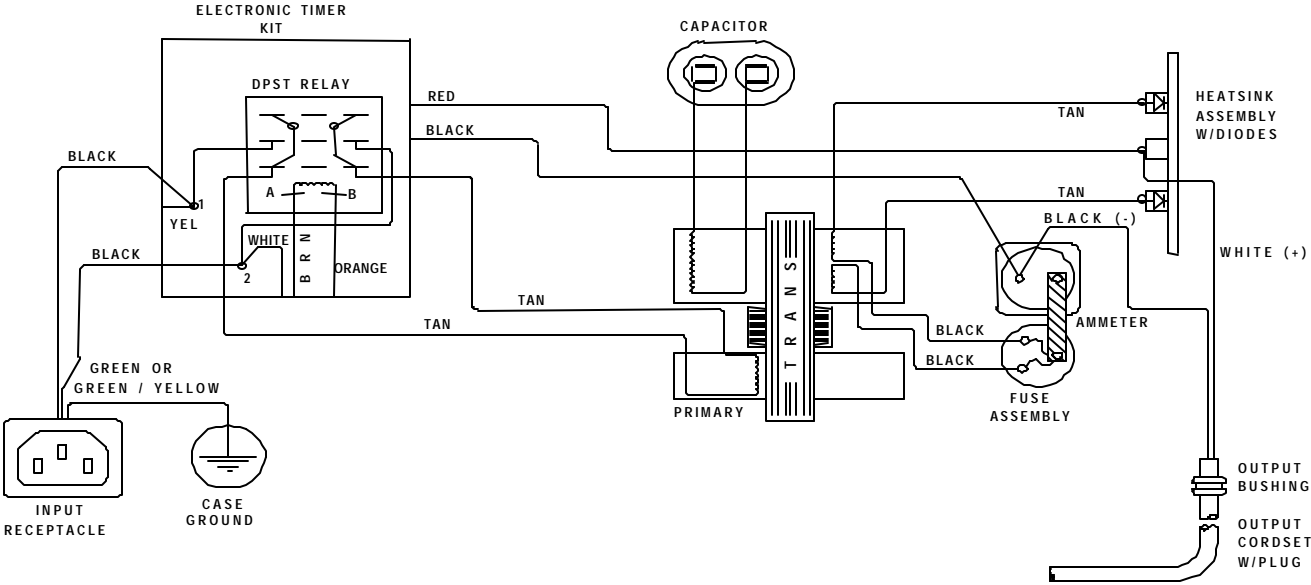 ELECTRONIC TIMER
KIT
CAPACITOR
DPST RELAY
RED
BLACK
TAN
HEATSINK
ASSEMBLY
W/DIODES
BLACK
A
B
1
YEL
TAN
BLACK (-)
WHITE
BRN
ORANGE
BLACK
2
TRANS
WHITE (+)
TAN
TAN
AMMETER
BLACK
BLACK
GREEN OR
GREEN / YELLOW
PRIMARY
FUSE
ASSEMBLY
INPUT
RECEPTACLE
CASE
GROUND
OUTPUT
BUSHING
OUTPUT
CORDSET
W/PLUG